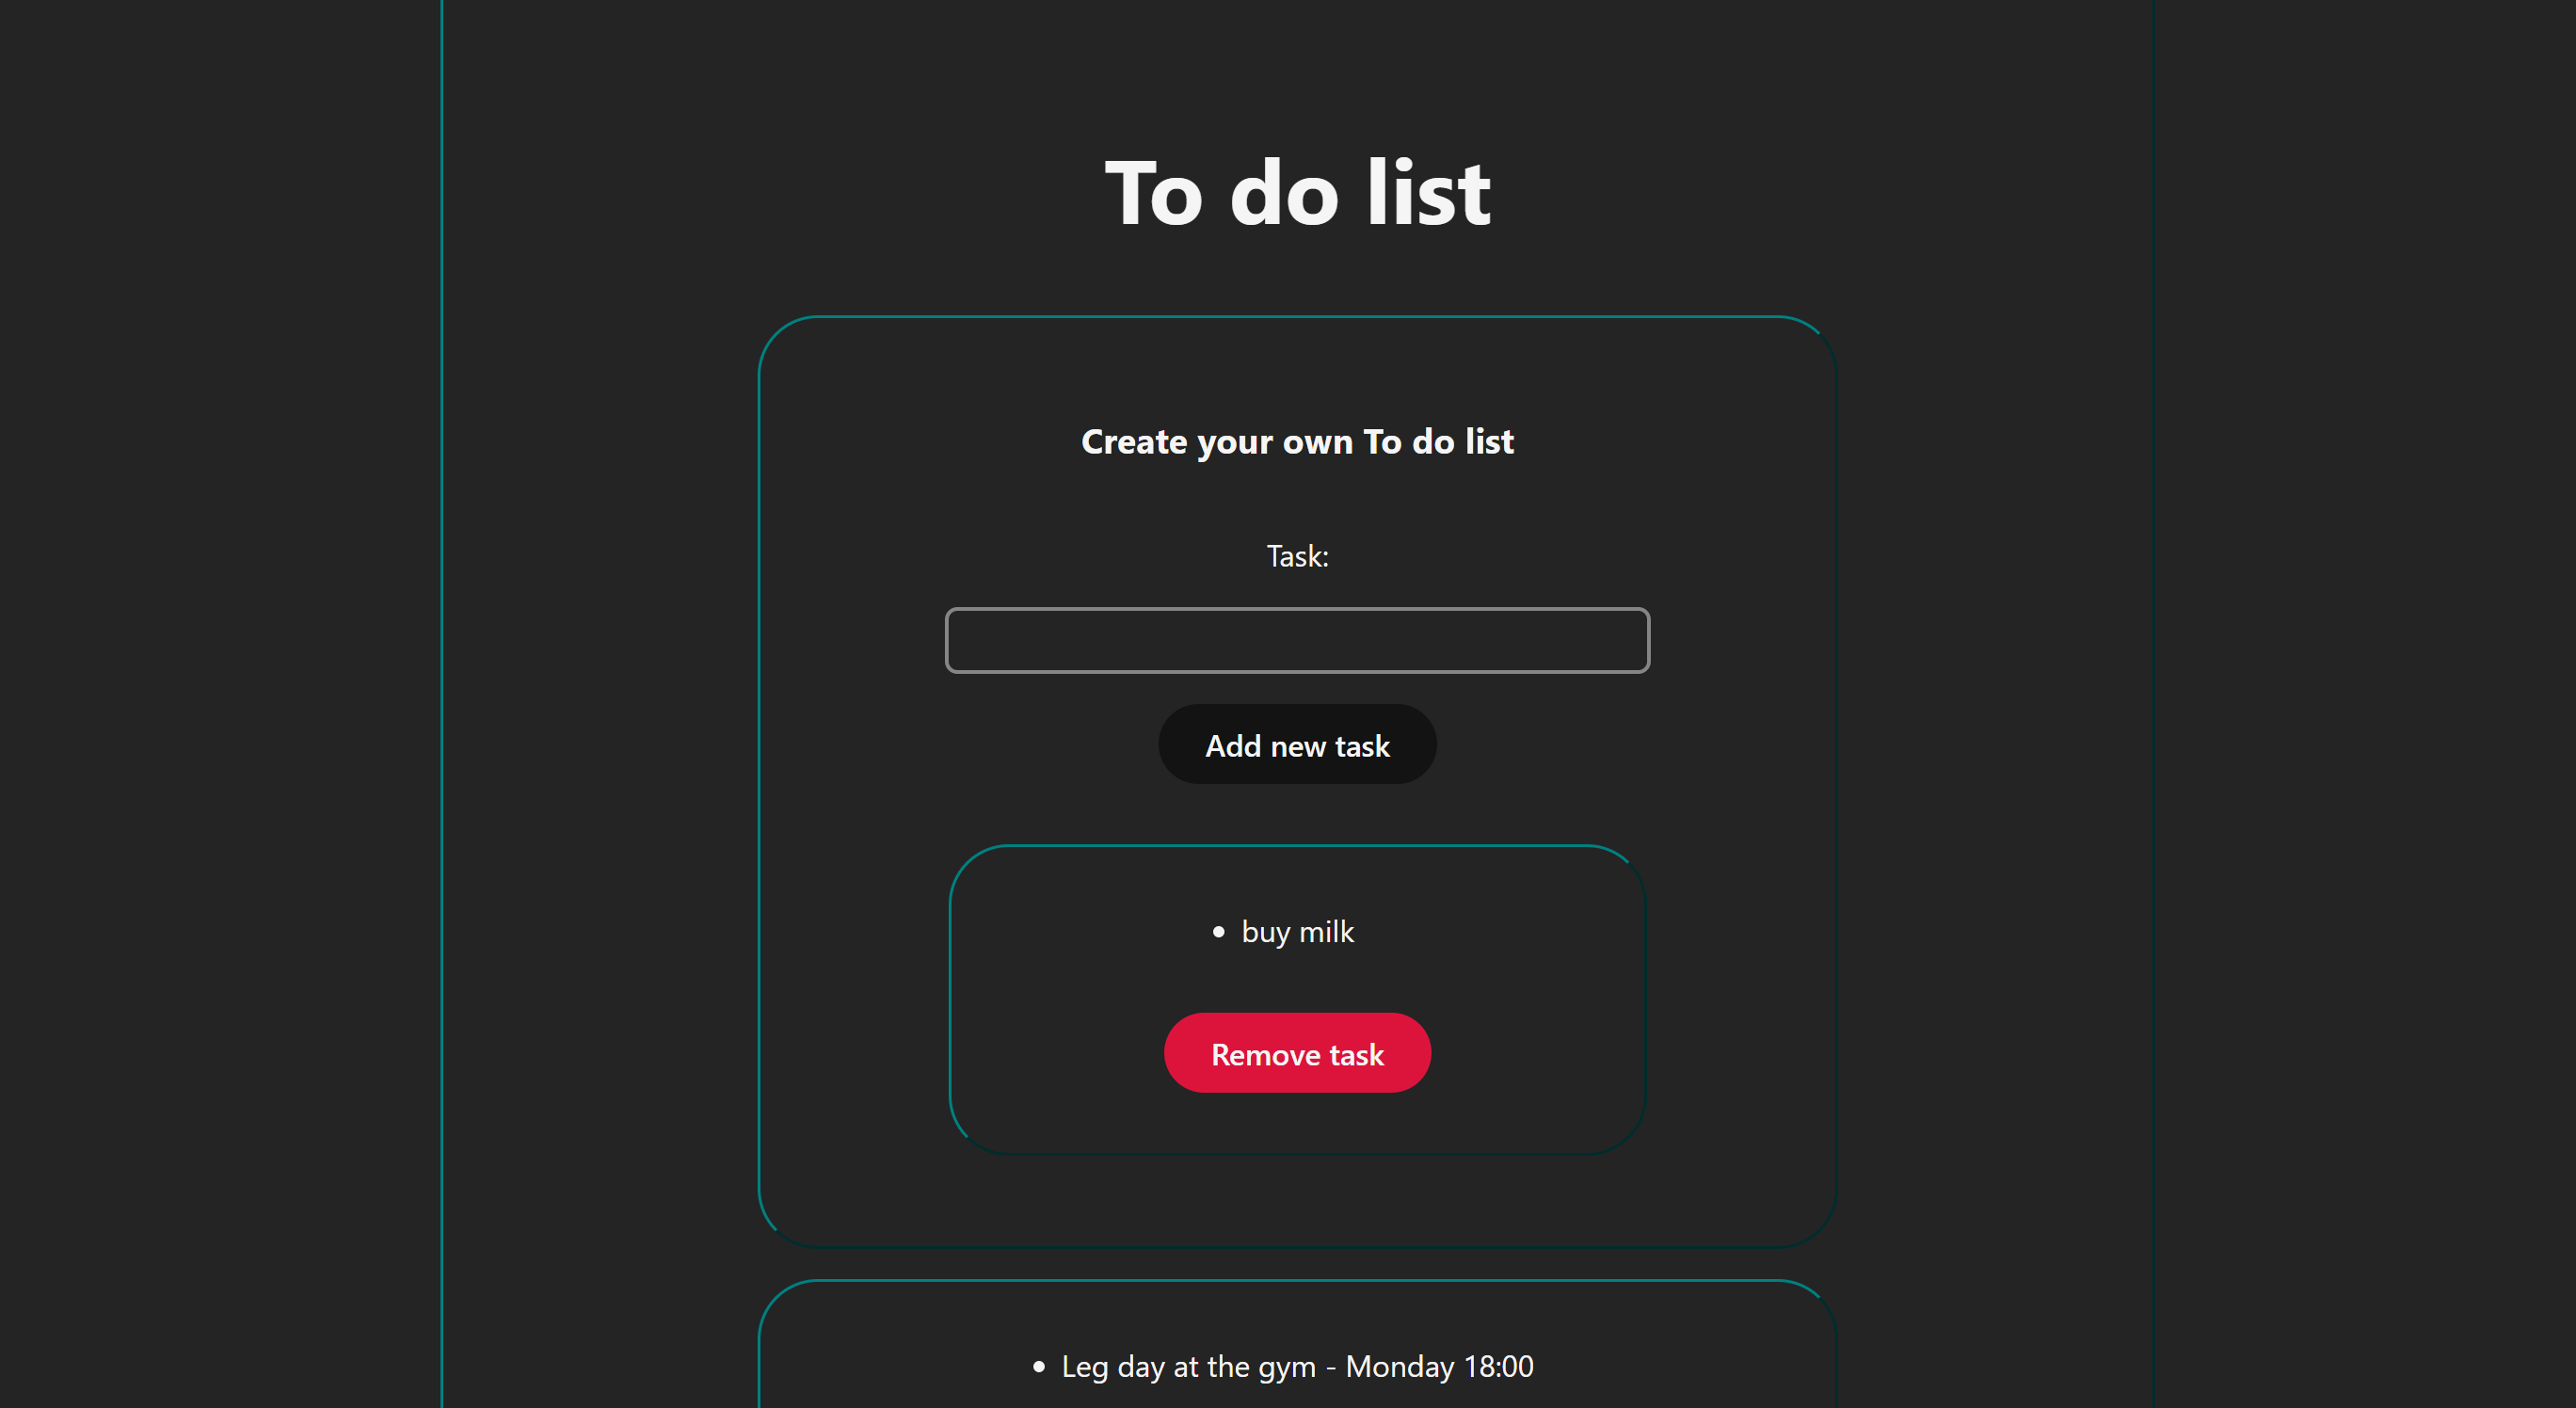 To do list
Create your own To do list
Task:
Add new task
buy milk
Remove task
Leg day at the gym - Monday 18:00